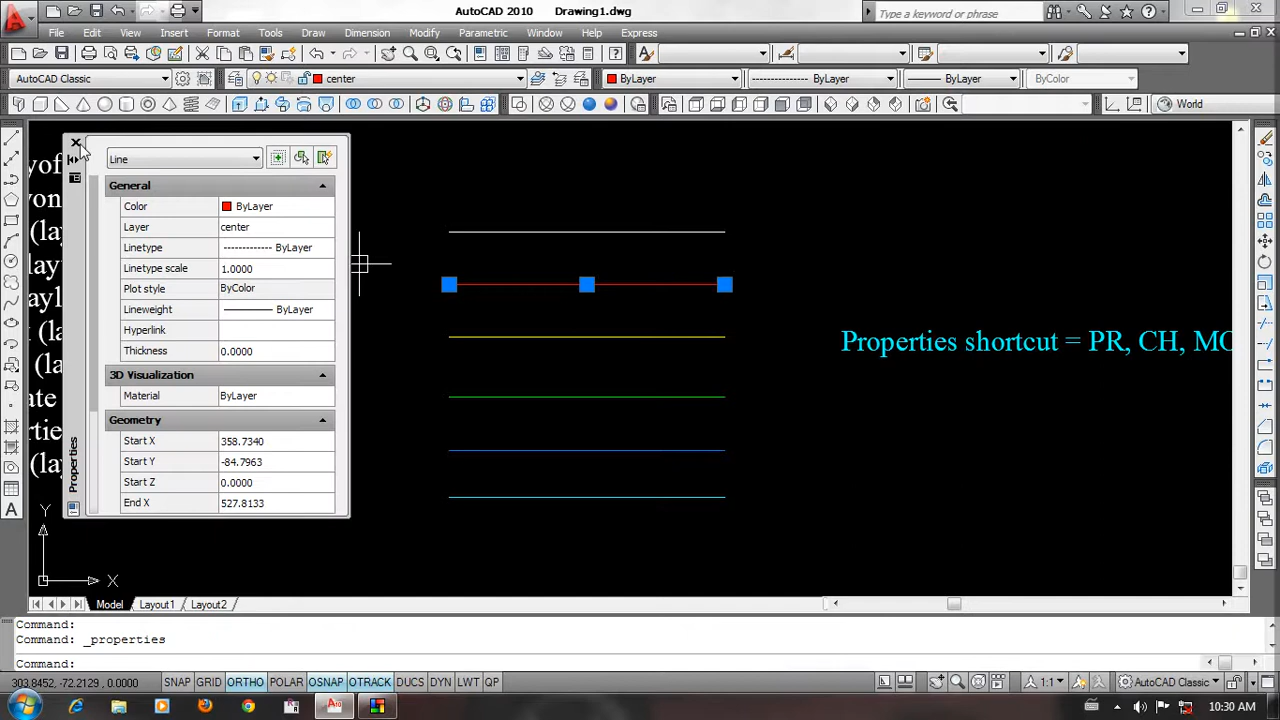 AutoCAD 2010 Drawing1.dwg
Type a keyword or phrase
File Edit View Insert Format Tools Draw Dimension Modify Parametric Window Help Express
AutoCAD Classic
center
ByLayer
ByLayer
ByLayer
ByColor
World
Line
General
Color ByLayer
Layer center
Linetype ByLayer
Linetype scale 1.0000
Plot style ByColor
Lineweight ByLayer
Hyperlink
Thickness 0.0000
3D Visualization
Material ByLayer
Geometry
Start X 358.7340
Start Y -84.7963
Start Z 0.0000
End X 527.8133
Properties
Properties shortcut = PR, CH, MO
Y
X
Model Layout1 Layout2
Command:
Command: _properties
Command:
303.8452, -72.2129, 0.0000 SNAP GRID ORTHO POLAR OSNAP OTRACK DUCS DYN LWT QP
1:1 AutoCAD Classic
10:30 AM